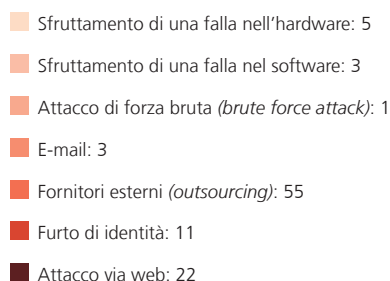 Sfruttamento di una falla nell'hardware: 5
Sfruttamento di una falla nel software: 3
Attacco di forza bruta (brute force attack): 1
E-mail: 3
Fornitori esterni (outsourcing): 55
Furto di identità: 11
Attacco via web: 22